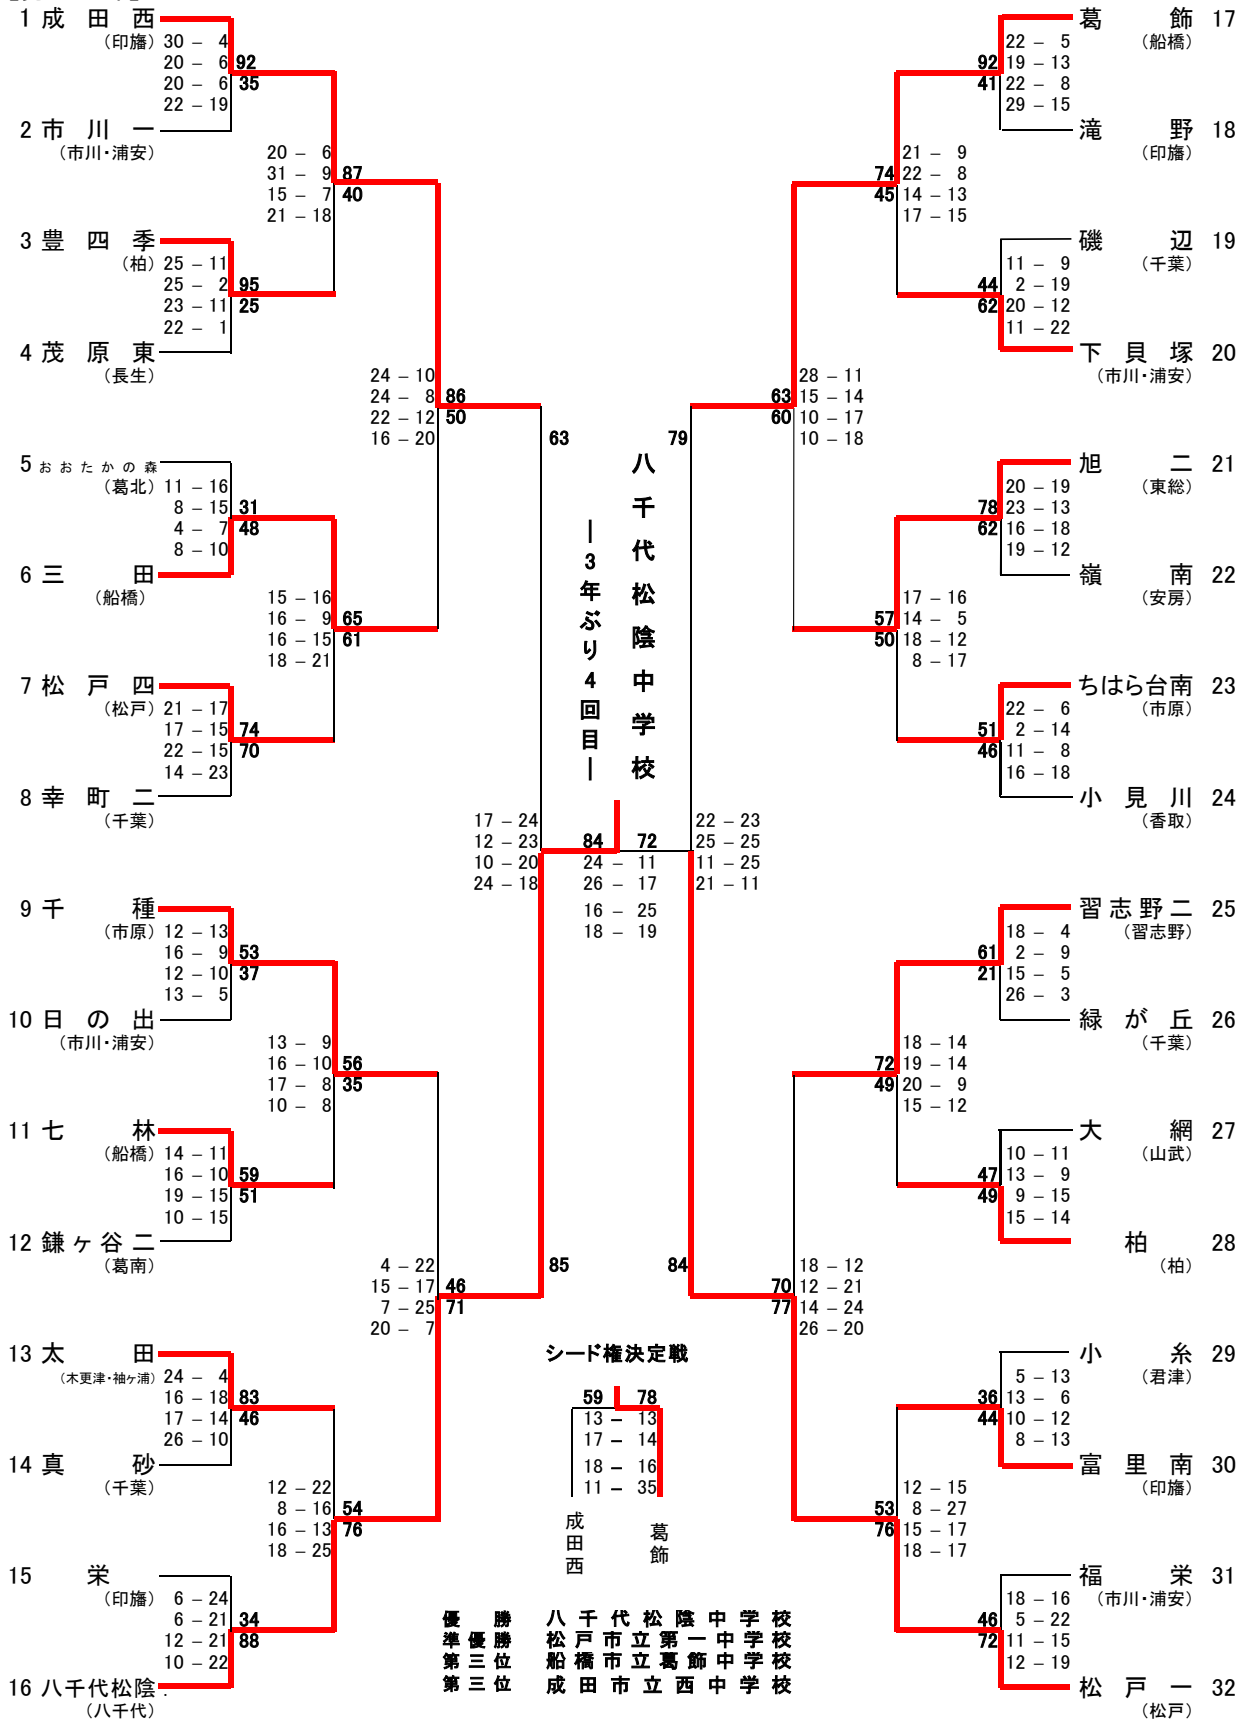 1 成田西
(印旛)
30 － 4
20 － 6
20 － 6
22 － 19
92
35
2 市川一
(市川･浦安)
20 － 6
31 － 9
15 － 7
21 － 18
87
40
3 豊四季
(柏)
25 － 11
25 － 2
23 － 11
22 － 1
95
25
4 茂原東
(長生)
24 － 10
24 － 8
22 － 12
16 － 20
86
50
5 おおたかの森
(葛北)
11 － 16
8 － 15
4 － 7
8 － 10
31
48
6 三田
(船橋)
15 － 16
16 － 9
16 － 15
18 － 21
65
61
7 松戸四
(松戸)
21 － 17
17 － 15
22 － 15
14 － 23
74
70
8 幸町二
(千葉)
63
17 － 24
12 － 23
10 － 20
24 － 18
85
9 千種
(市原)
12 － 13
16 － 9
12 － 10
13 － 5
53
37
10 日の出
(市川･浦安)
13 － 9
16 － 10
17 － 8
10 － 8
56
35
11 七林
(船橋)
14 － 11
16 － 10
19 － 15
10 － 15
59
51
12 鎌ヶ谷二
(葛南)
4 － 22
15 － 17
7 － 25
20 － 7
46
71
13 太田
(木更津･袖ヶ浦)
24 － 4
16 － 18
17 － 14
26 － 10
83
46
14 真砂
(千葉)
12 － 22
8 － 16
16 － 13
18 － 25
54
76
15 栄
(印旛)
6 － 24
6 － 21
12 － 21
10 － 22
34
88
16 八千代松陰
(八千代)
八千代松陰中学校
―3年ぶり4回目―
84 72
24 － 11
26 － 17
16 － 25
18 － 19
シード権決定戦
59 78
13 － 13
17 － 14
18 － 16
11 － 35
成田西
葛飾
優勝 八千代松陰中学校
準優勝 松戸市立第一中学校
第三位 船橋市立葛飾中学校
第三位 成田市立西中学校
葛飾 17
(船橋)
22 － 5
19 － 13
22 － 8
29 － 15
92
41
滝野 18
(印旛)
21 － 9
22 － 8
14 － 13
17 － 15
74
45
磯辺 19
(千葉)
11 － 9
2 － 19
20 － 12
11 － 22
44
62
下貝塚 20
(市川･浦安)
28 － 11
15 － 14
10 － 17
10 － 18
63
60
旭二 21
(東総)
20 － 19
23 － 13
16 － 18
19 － 12
78
62
嶺南 22
(安房)
17 － 16
14 － 5
18 － 12
8 － 17
57
50
ちはら台南 23
(市原)
22 － 6
2 － 14
11 － 8
16 － 18
51
46
小見川 24
(香取)
79
22 － 23
25 － 25
11 － 25
21 － 11
84
習志野二 25
(習志野)
18 － 4
2 － 9
15 － 5
26 － 3
61
21
緑が丘 26
(千葉)
18 － 14
19 － 14
20 － 9
15 － 12
72
49
大網 27
(山武)
10 － 11
13 － 9
9 － 15
15 － 14
47
49
柏 28
(柏)
18 － 12
12 － 21
14 － 24
26 － 20
70
77
小糸 29
(君津)
5 － 13
13 － 6
10 － 12
8 － 13
36
44
富里南 30
(印旛)
12 － 15
8 － 27
15 － 17
18 － 17
53
76
福栄 31
(市川･浦安)
18 － 16
5 － 22
11 － 15
12 － 19
46
72
松戸一 32
(松戸)